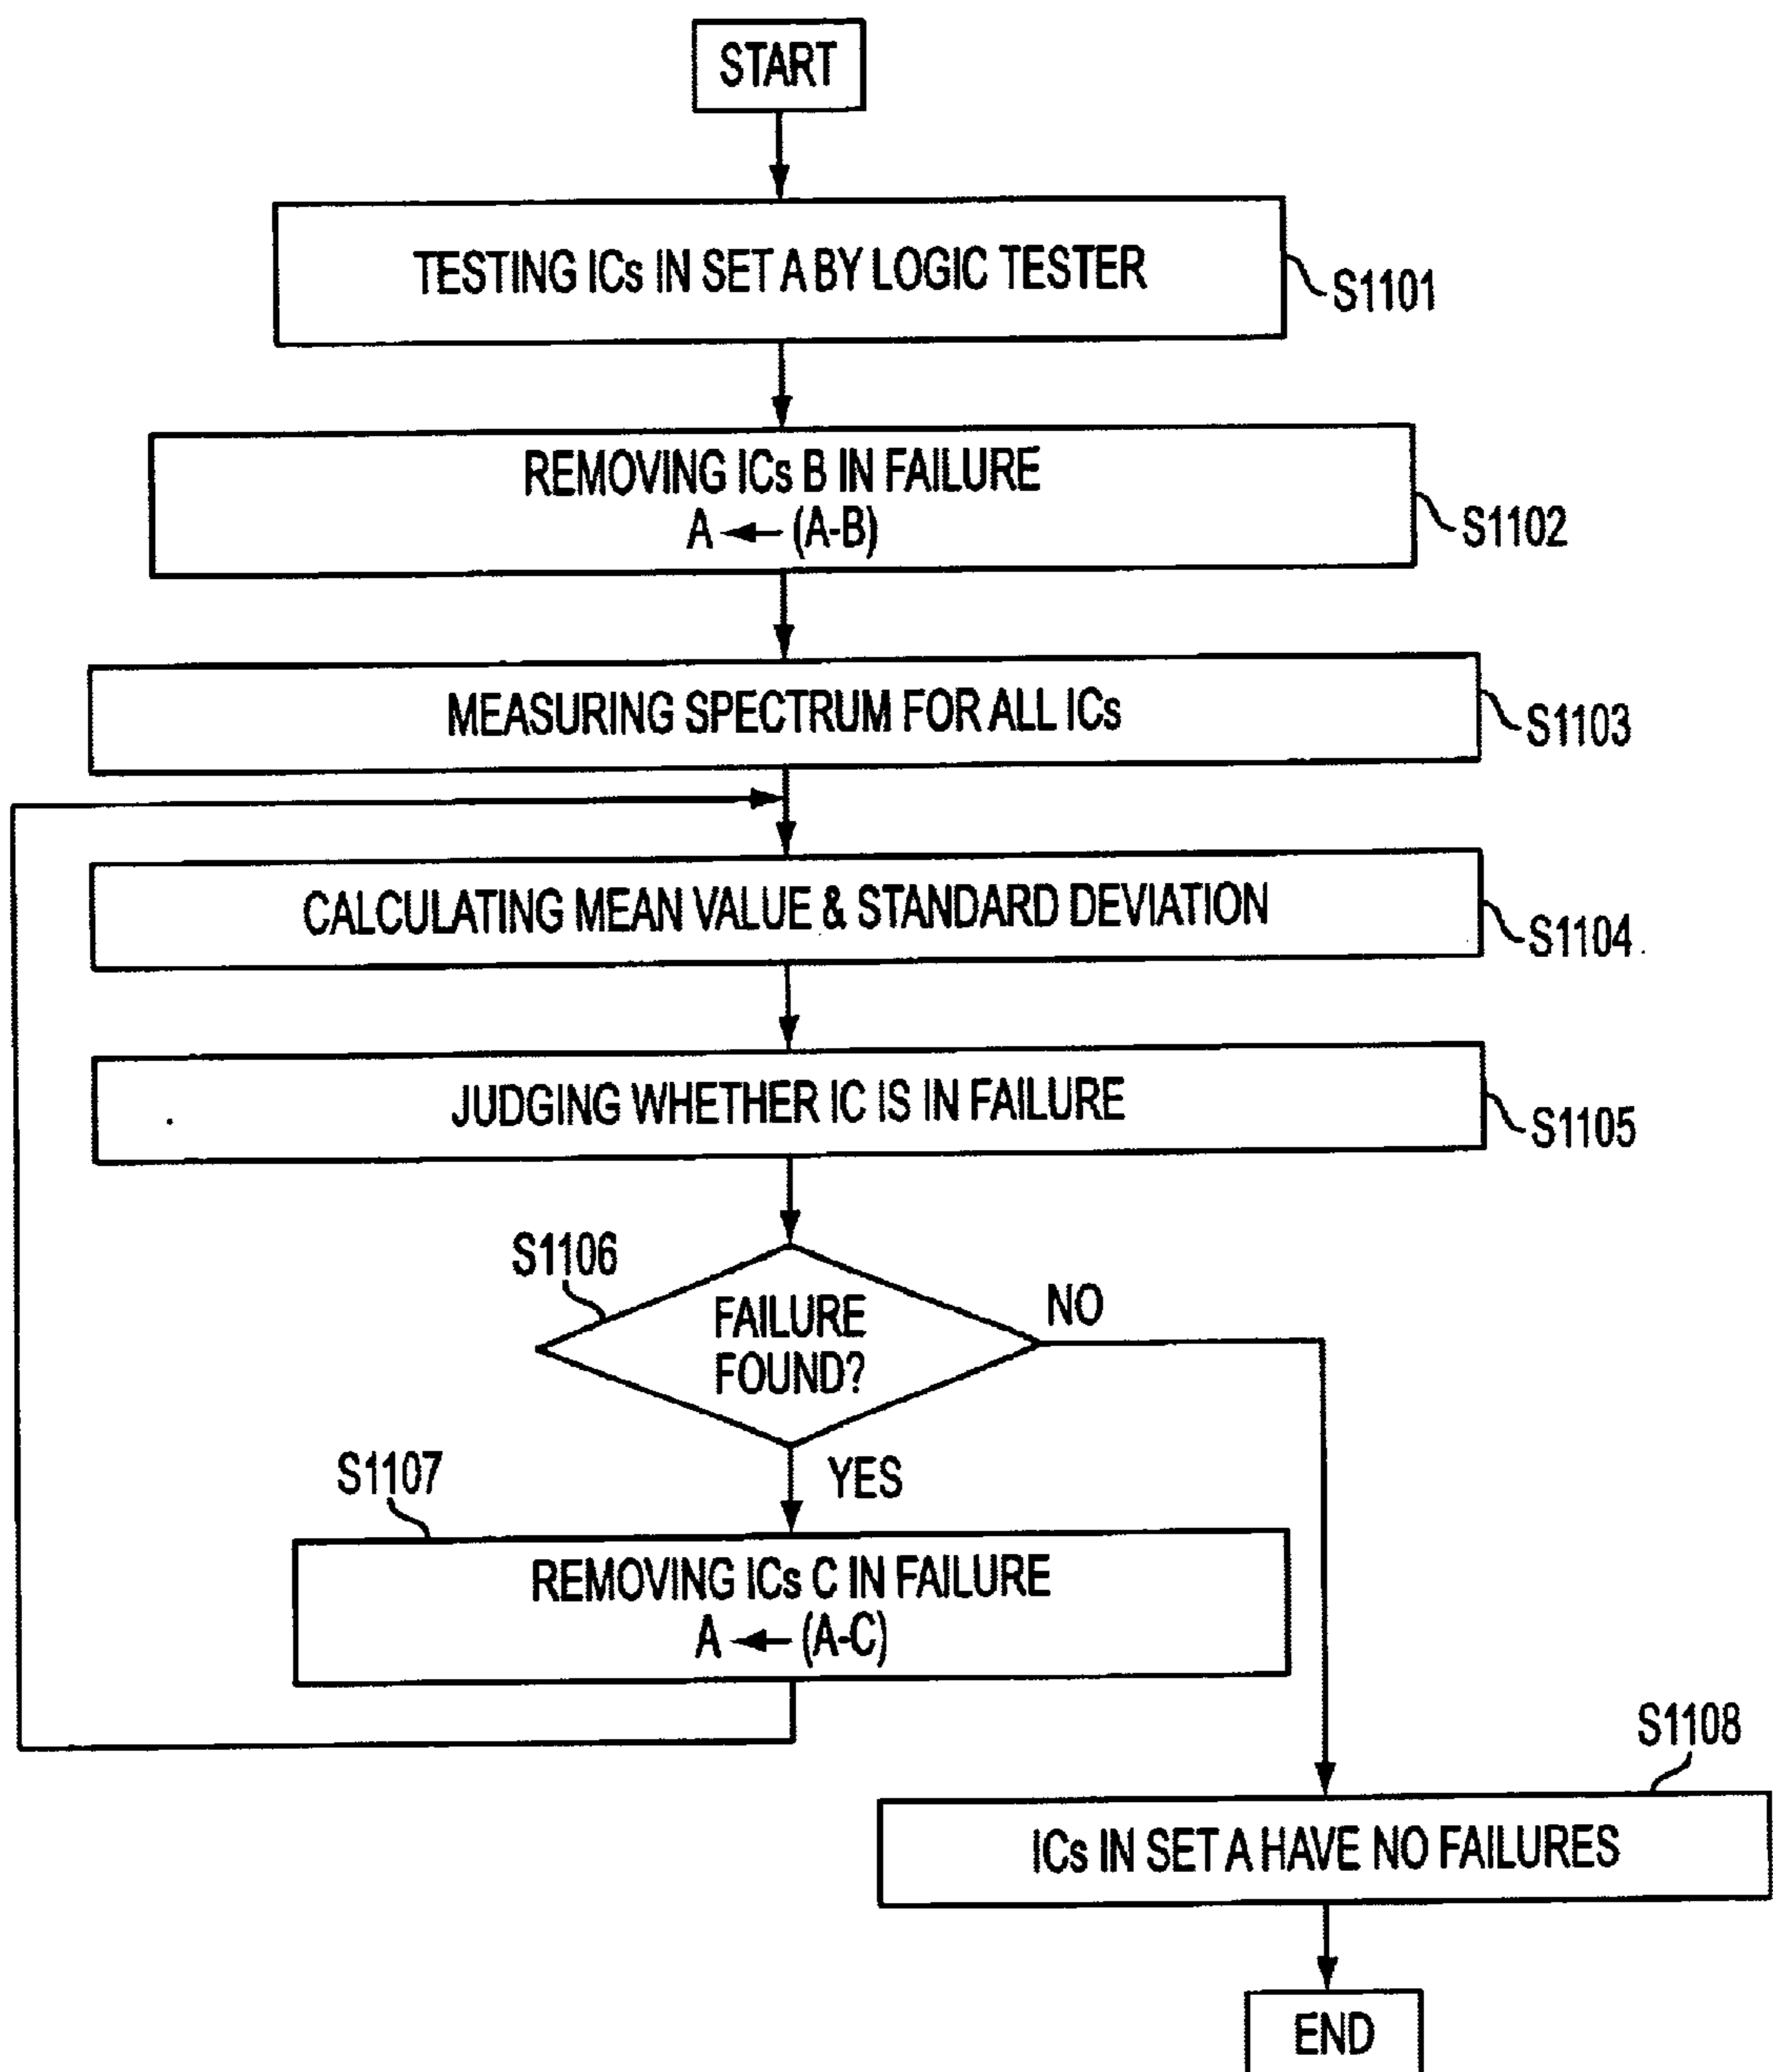 START
TESTING ICs IN SET A BY LOGIC TESTER
S1101
REMOVING ICs B IN FAILURE
A ← (A-B)
S1102
MEASURING SPECTRUM FOR ALL ICs
S1103
CALCULATING MEAN VALUE & STANDARD DEVIATION
S1104
JUDGING WHETHER IC IS IN FAILURE
S1105
S1106
FAILURE
FOUND?
NO
YES
S1107
REMOVING ICs C IN FAILURE
A ← (A-C)
S1108
ICs IN SET A HAVE NO FAILURES
END